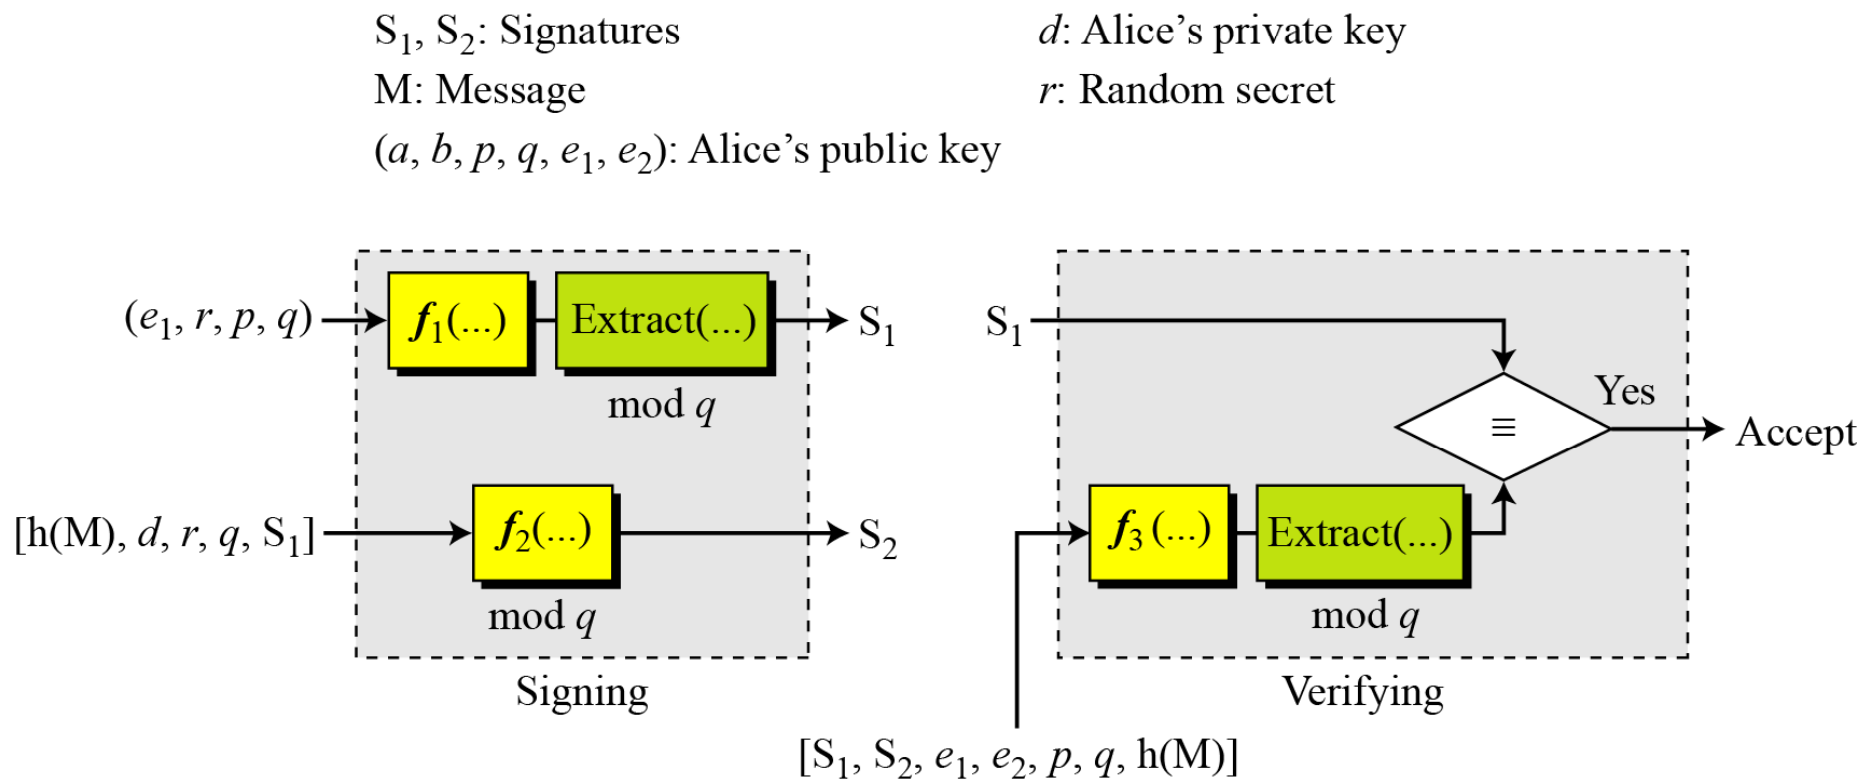 S₁, S₂: Signatures
d: Alice’s private key
M: Message
r: Random secret
(a, b, p, q, e₁, e₂): Alice’s public key
(e₁, r, p, q)
f₁(...)
Extract(...)
S₁
mod q
[h(M), d, r, q, S₁]
f₂(...)
S₂
mod q
Signing
S₁
≡
Yes
Accept
f₃(...)
Extract(...)
mod q
Verifying
[S₁, S₂, e₁, e₂, p, q, h(M)]